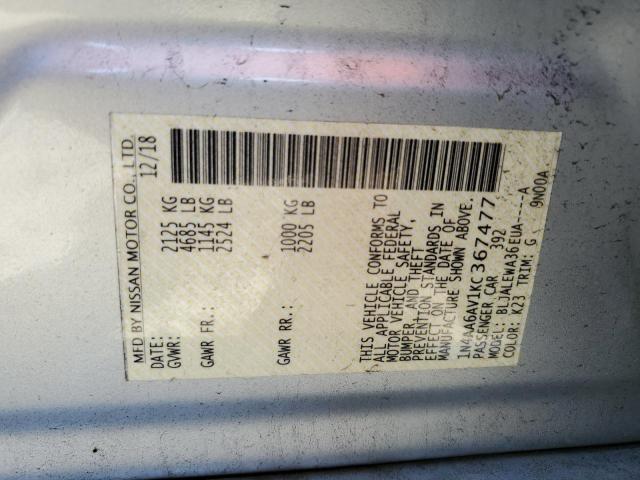 MFD BY NISSAN MOTOR CO., LTD.
DATE: 12/18
GVWR: 2125 KG
4685 LB
GAWR FR.: 1145 KG
2524 LB
GAWR RR.: 1000 KG
2205 LB
THIS VEHICLE CONFORMS TO
ALL APPLICABLE FEDERAL
MOTOR VEHICLE SAFETY,
BUMPER, AND THEFT
PREVENTION STANDARDS IN
EFFECT ON THE DATE OF
MANUFACTURE SHOWN ABOVE.
1N4AA6AV1KC367477
PASSENGER CAR 392
MODEL: BLJALEWA36EUA-----A
COLOR: K23 TRIM: G 9N00A